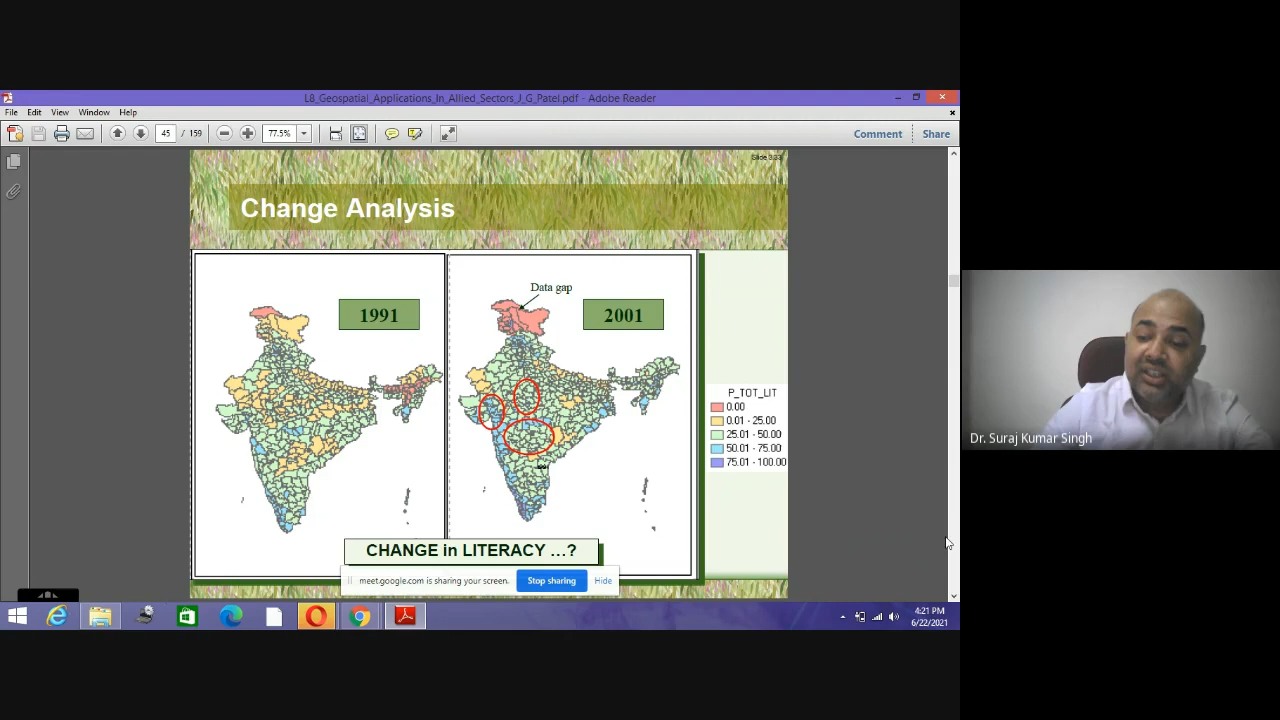 L8_Geospatial_Applications_In_Allied_Sectors_J_G_Patel.pdf - Adobe Reader
File Edit View Window Help
45 / 159 77.5% Comment Share
Slide 3.33
Change Analysis
Data gap
1991
2001
P_TOT_LIT
0.00
0.01 - 25.00
25.01 - 50.00
50.01 - 75.00
75.01 - 100.00
Dr. Suraj Kumar Singh
CHANGE in LITERACY ...?
meet.google.com is sharing your screen. Stop sharing Hide
4:21 PM
6/22/2021